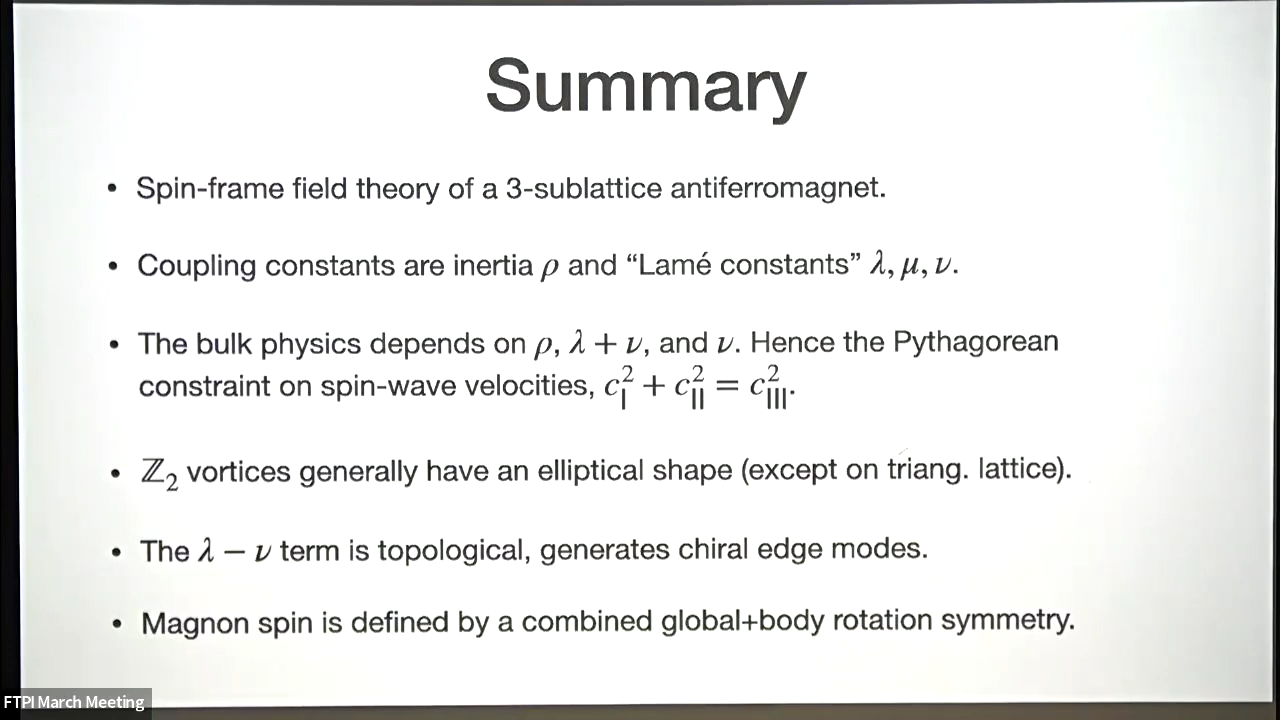 Summary
• Spin-frame field theory of a 3-sublattice antiferromagnet.
• Coupling constants are inertia ρ and “Lamé constants” λ, μ, ν.
• The bulk physics depends on ρ, λ + ν, and ν. Hence the Pythagorean
constraint on spin-wave velocities, c_I^2 + c_II^2 = c_III^2.
• ℤ_2 vortices generally have an elliptical shape (except on triang. lattice).
• The λ − ν term is topological, generates chiral edge modes.
• Magnon spin is defined by a combined global+body rotation symmetry.
FTPI March Meeting